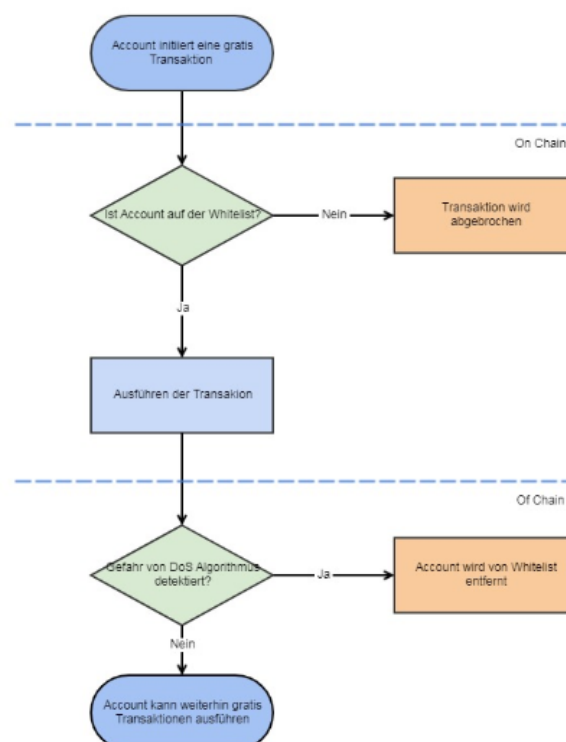 Account initiiert eine gratis
Transaktion
On Chain
Ist Account auf der Whitelist?
Nein
Transaktion wird
abgebrochen
Ja
Ausführen der Transakion
Of Chain
Gefahr von DoS Algorithmus
detektiert?
Ja
Account wird von Whitelist
entfernt
Nein
Account kann weiterhin gratis
Transaktionen ausführen